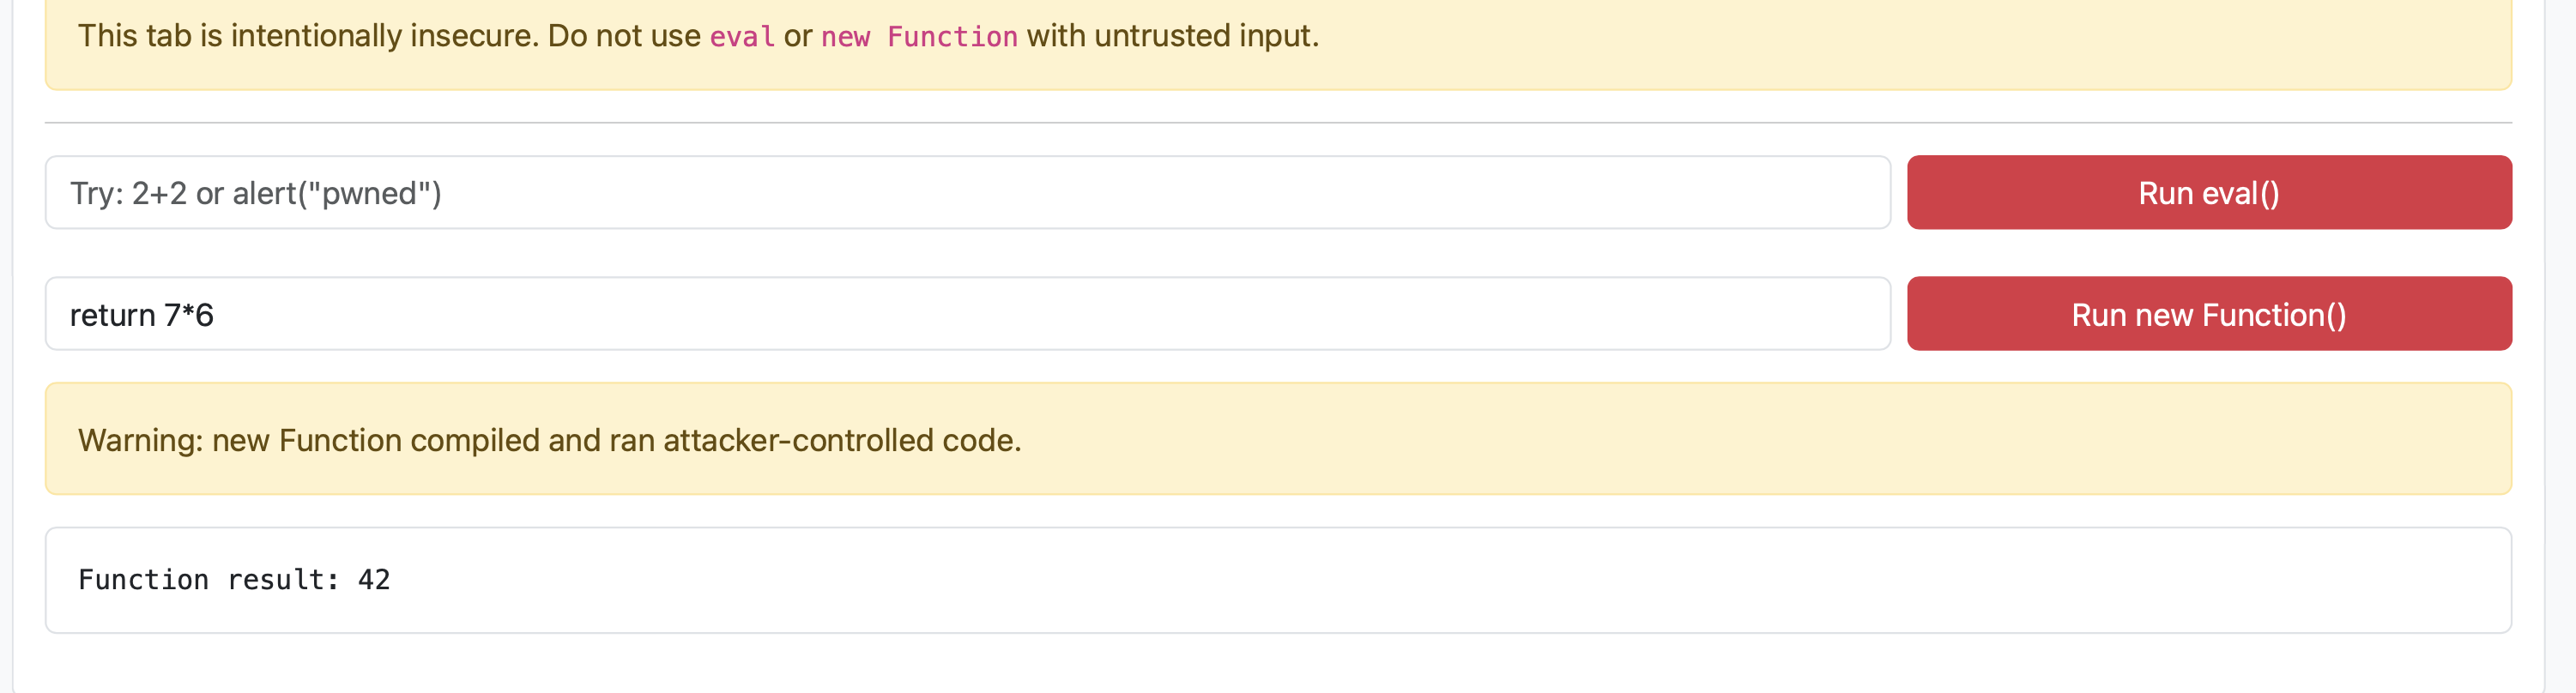 This tab is intentionally insecure. Do not use eval or new Function with untrusted input.
Try: 2+2 or alert("pwned")
Run eval()
return 7*6
Run new Function()
Warning: new Function compiled and ran attacker-controlled code.
Function result: 42